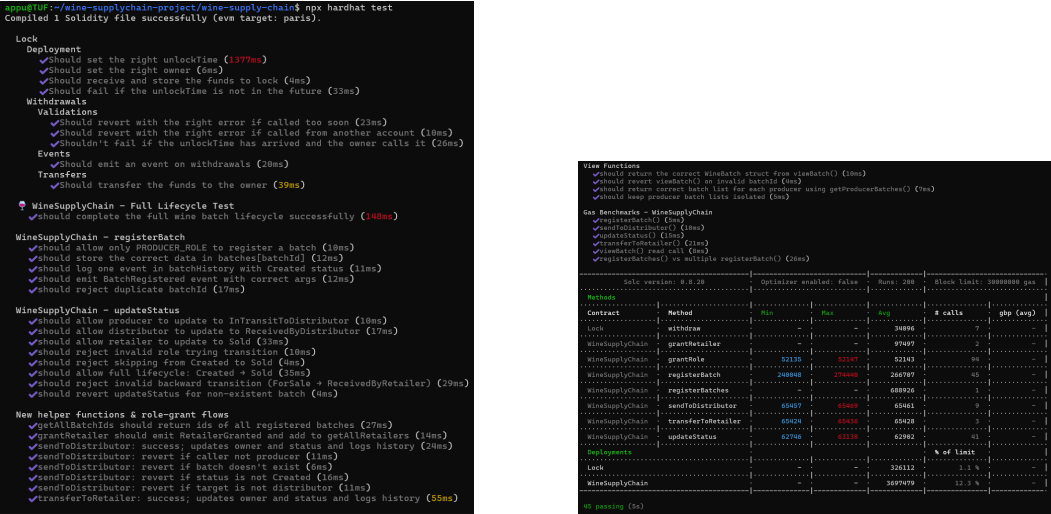 appu@TUF:~/wine-supplychain-project/wine-supply-chain$ npx hardhat test
Compiled 1 Solidity file successfully (evm target: paris).
Lock
Deployment
✔Should set the right unlockTime (1377ms)
✔Should set the right owner (6ms)
✔Should receive and store the funds to lock (4ms)
✔Should fail if the unlockTime is not in the future (33ms)
Withdrawals
Validations
✔Should revert with the right error if called too soon (23ms)
✔Should revert with the right error if called from another account (10ms)
✔Shouldn't fail if the unlockTime has arrived and the owner calls it (26ms)
Events
✔Should emit an event on withdrawals (20ms)
Transfers
✔Should transfer the funds to the owner (39ms)
🍷 WineSupplyChain - Full Lifecycle Test
✔should complete the full wine batch lifecycle successfully (148ms)
WineSupplyChain - registerBatch
✔should allow only PRODUCER_ROLE to register a batch (10ms)
✔should store the correct data in batches[batchId] (12ms)
✔should log one event in batchHistory with Created status (11ms)
✔should emit BatchRegistered event with correct args (12ms)
✔should reject duplicate batchId (17ms)
WineSupplyChain - updateStatus
✔should allow producer to update to InTransitToDistributor (10ms)
✔should allow distributor to update to ReceivedByDistributor (17ms)
✔should allow retailer to update to Sold (33ms)
✔should reject invalid role trying transition (10ms)
✔should reject skipping from Created to Sold (4ms)
✔should allow full lifecycle: Created → Sold (35ms)
✔should reject invalid backward transition (ForSale → ReceivedByRetailer) (29ms)
✔should revert updateStatus for non-existent batch (4ms)
New helper functions & role-grant flows
✔getAllBatchIds should return ids of all registered batches (27ms)
✔grantRetailer should emit RetailerGranted and add to getAllRetailers (14ms)
✔sendToDistributor: success: updates owner and status and logs history (24ms)
✔sendToDistributor: revert if caller not producer (11ms)
✔sendToDistributor: revert if batch doesn't exist (6ms)
✔sendToDistributor: revert if status is not Created (16ms)
✔sendToDistributor: revert if target is not distributor (11ms)
✔transferToRetailer: success; updates owner and status and logs history (55ms)
View Functions
✔should return the correct WineBatch struct from viewBatch() (10ms)
✔should revert viewBatch() on invalid batchId (4ms)
✔should return correct batch list for each producer using getProducerBatches() (7ms)
✔should keep producer batch lists isolated (5ms)
Gas Benchmarks - WineSupplyChain
✔registerBatch() (5ms)
✔sendToDistributor() (10ms)
✔updateStatus() (15ms)
✔transferToRetailer() (21ms)
✔viewBatch() read call (8ms)
✔registerBatches() vs multiple registerBatch() (26ms)
Solc version: 0.8.20 Optimizer enabled: false Runs: 200 Block limit: 30000000 gas
Methods
Contract Method Min Max Avg # calls gbp (avg)
Lock withdraw - - 34096 7 -
WineSupplyChain grantRetailer - - 97497 2 -
WineSupplyChain grantRole 52135 52147 52143 94 -
WineSupplyChain registerBatch 240848 274440 266787 45 -
WineSupplyChain registerBatches - - 688926 1 -
WineSupplyChain sendToDistributor 65457 65461 9 -
WineSupplyChain transferToRetailer 65424 65436 65428 3 -
WineSupplyChain updateStatus 62746 63138 62982 41 -
Deployments % of limit
Lock - - 326112 1.1 % -
WineSupplyChain - - 3697479 12.3 % -
45 passing (3s)